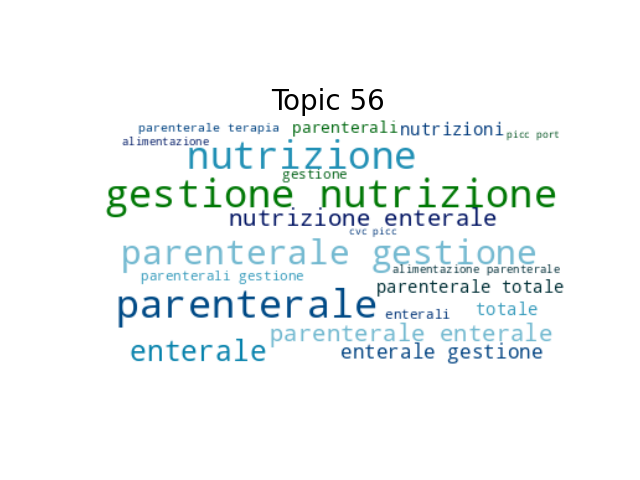 Topic 56
parenterale terapia
parenterali
nutrizioni
picc port
alimentazione
nutrizione
gestione
gestione nutrizione
nutrizione enterale
cvc picc
parenterale gestione
alimentazione parenterale
parenterali gestione
parenterale totale
parenterale
enterali
totale
parenterale enterale
enterale
enterale gestione